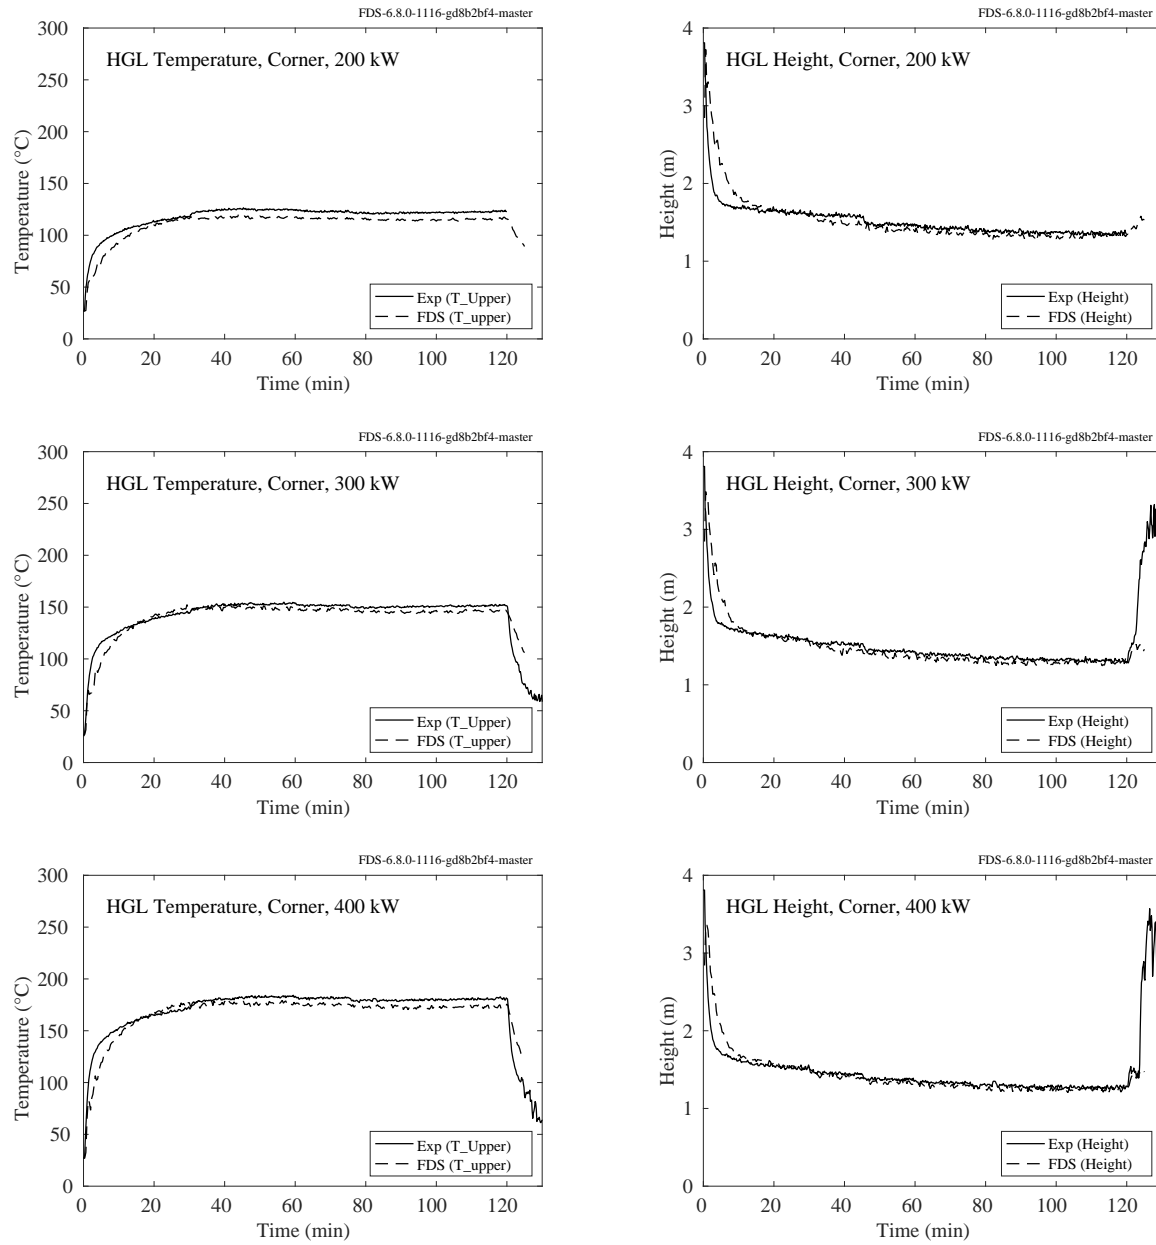 FDS-6.8.0-1116-gd8b2bf4-master
HGL Temperature, Corner, 200 kW
Temperature (°C)
300
250
200
150
100
50
0
0 20 40 60 80 100 120
Time (min)
Exp (T_Upper)
FDS (T_upper)
FDS-6.8.0-1116-gd8b2bf4-master
HGL Height, Corner, 200 kW
Height (m)
4
3
2
1
0
0 20 40 60 80 100 120
Time (min)
Exp (Height)
FDS (Height)
FDS-6.8.0-1116-gd8b2bf4-master
HGL Temperature, Corner, 300 kW
Temperature (°C)
300
250
200
150
100
50
0
0 20 40 60 80 100 120
Time (min)
Exp (T_Upper)
FDS (T_upper)
FDS-6.8.0-1116-gd8b2bf4-master
HGL Height, Corner, 300 kW
Height (m)
4
3
2
1
0
0 20 40 60 80 100 120
Time (min)
Exp (Height)
FDS (Height)
FDS-6.8.0-1116-gd8b2bf4-master
HGL Temperature, Corner, 400 kW
Temperature (°C)
300
250
200
150
100
50
0
0 20 40 60 80 100 120
Time (min)
Exp (T_Upper)
FDS (T_upper)
FDS-6.8.0-1116-gd8b2bf4-master
HGL Height, Corner, 400 kW
Height (m)
4
3
2
1
0
0 20 40 60 80 100 120
Time (min)
Exp (Height)
FDS (Height)